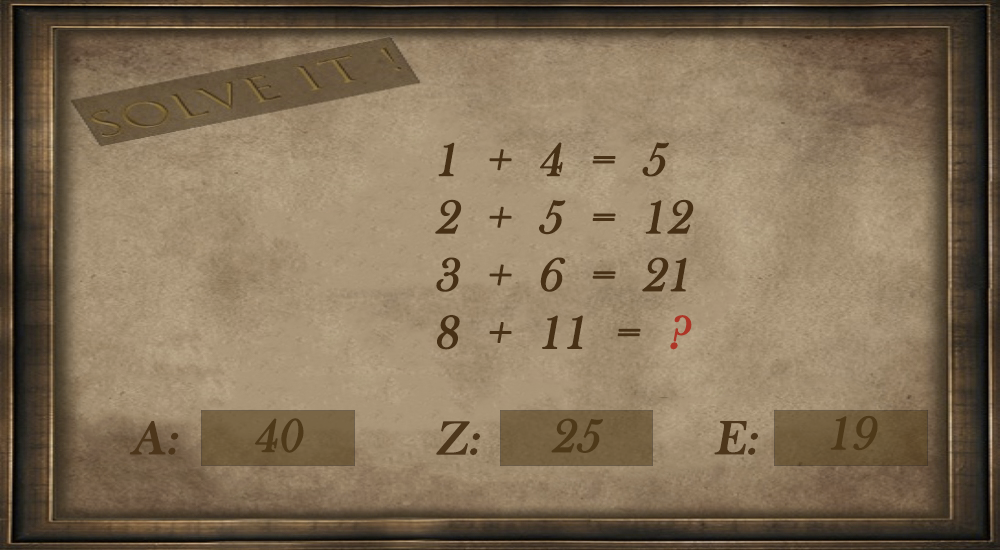 SOLVE IT !
1 + 4 = 5
2 + 5 = 12
3 + 6 = 21
8 + 11 = ?
A: 40 Z: 25 E: 19